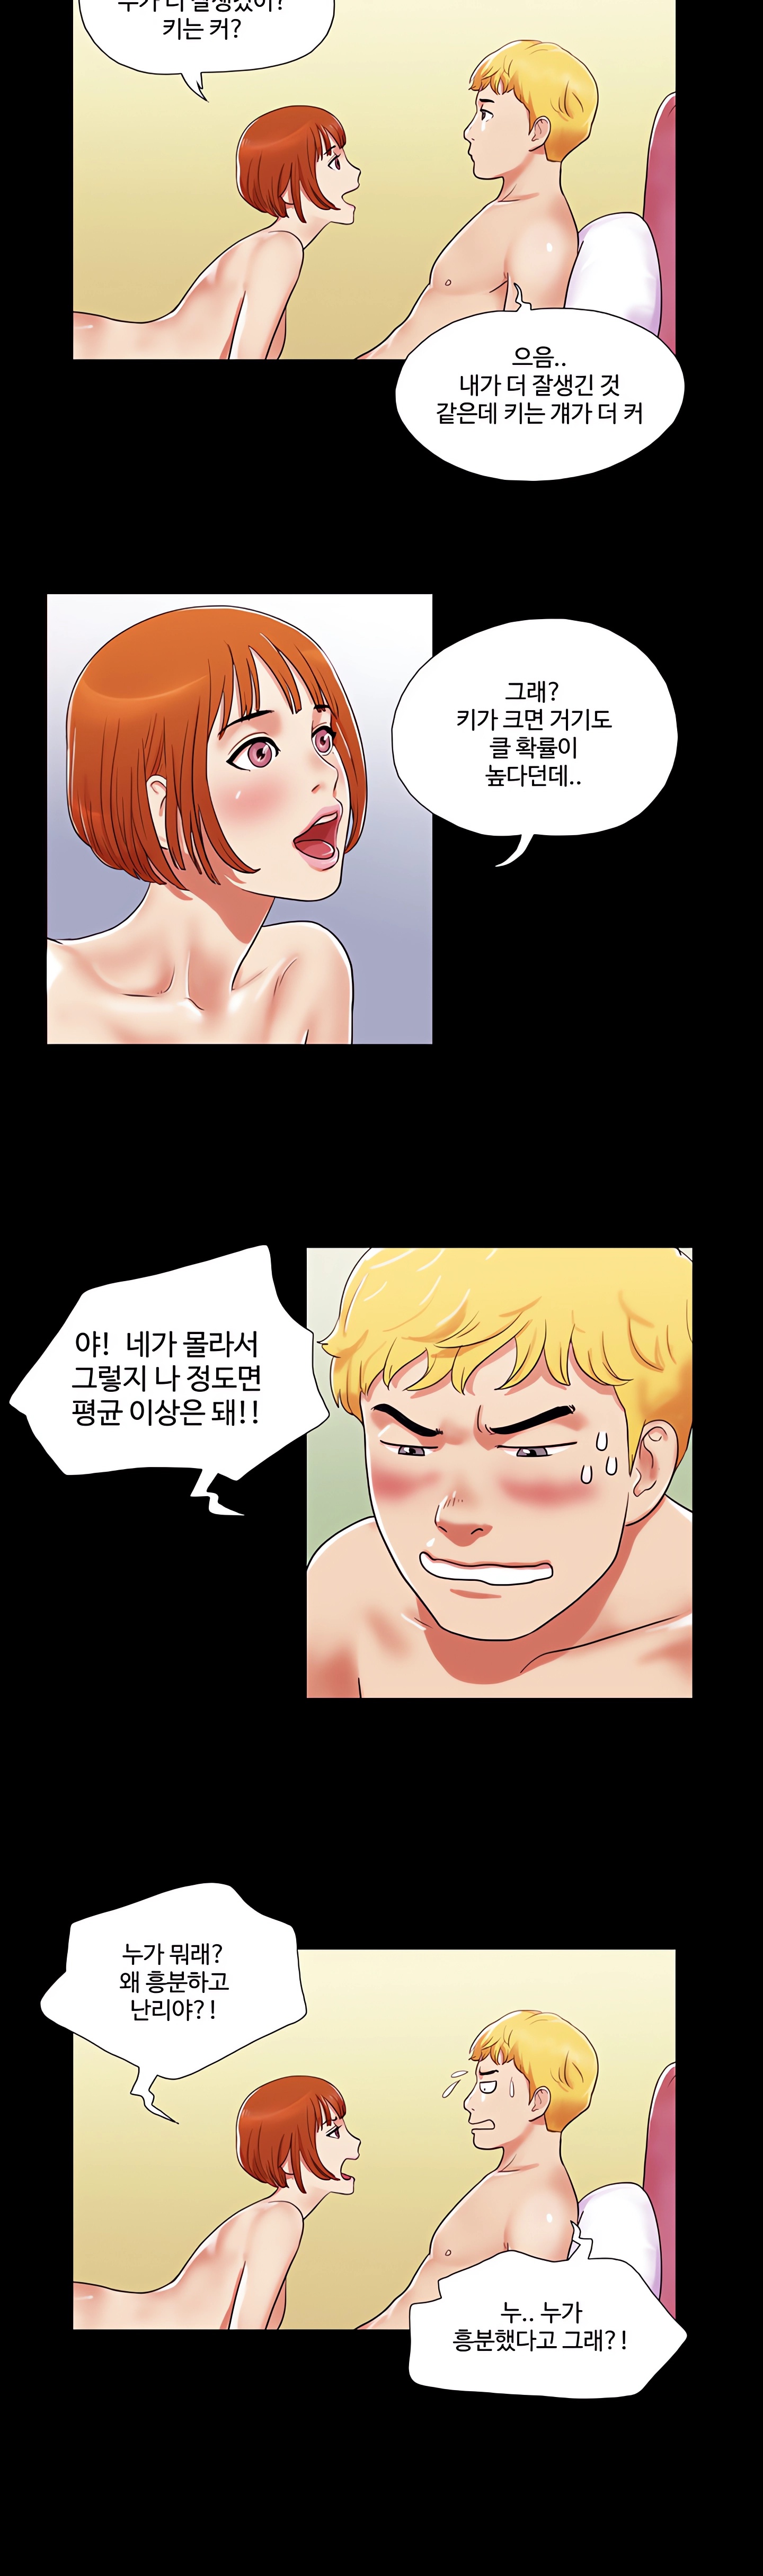 키는 커?
으음..
내가 더 잘생긴 것
같은데 키는 걔가 더 커
그래?
키가 크면 거기도
클 확률이
높다던데..
야! 네가 몰라서
그렇지 나 정도면
평균 이상은 돼!!
누가 뭐래?
왜 흥분하고
난리야?!
누.. 누가
흥분했다고 그래?!